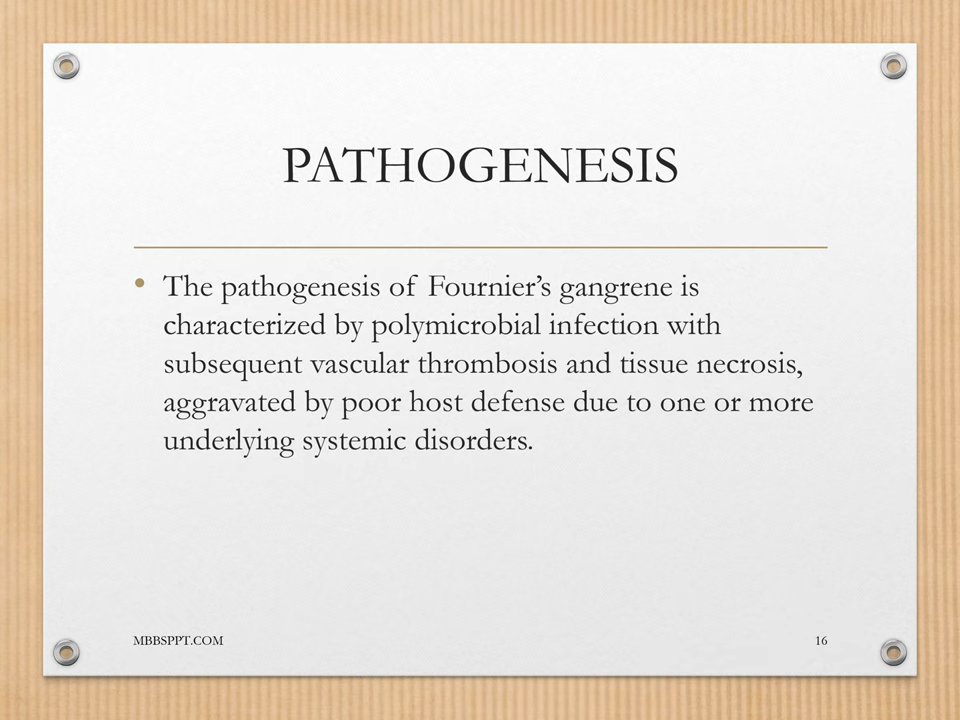 PATHOGENESIS
• The pathogenesis of Fournier’s gangrene is
characterized by polymicrobial infection with
subsequent vascular thrombosis and tissue necrosis,
aggravated by poor host defense due to one or more
underlying systemic disorders.
MBBSPPT.COM
16